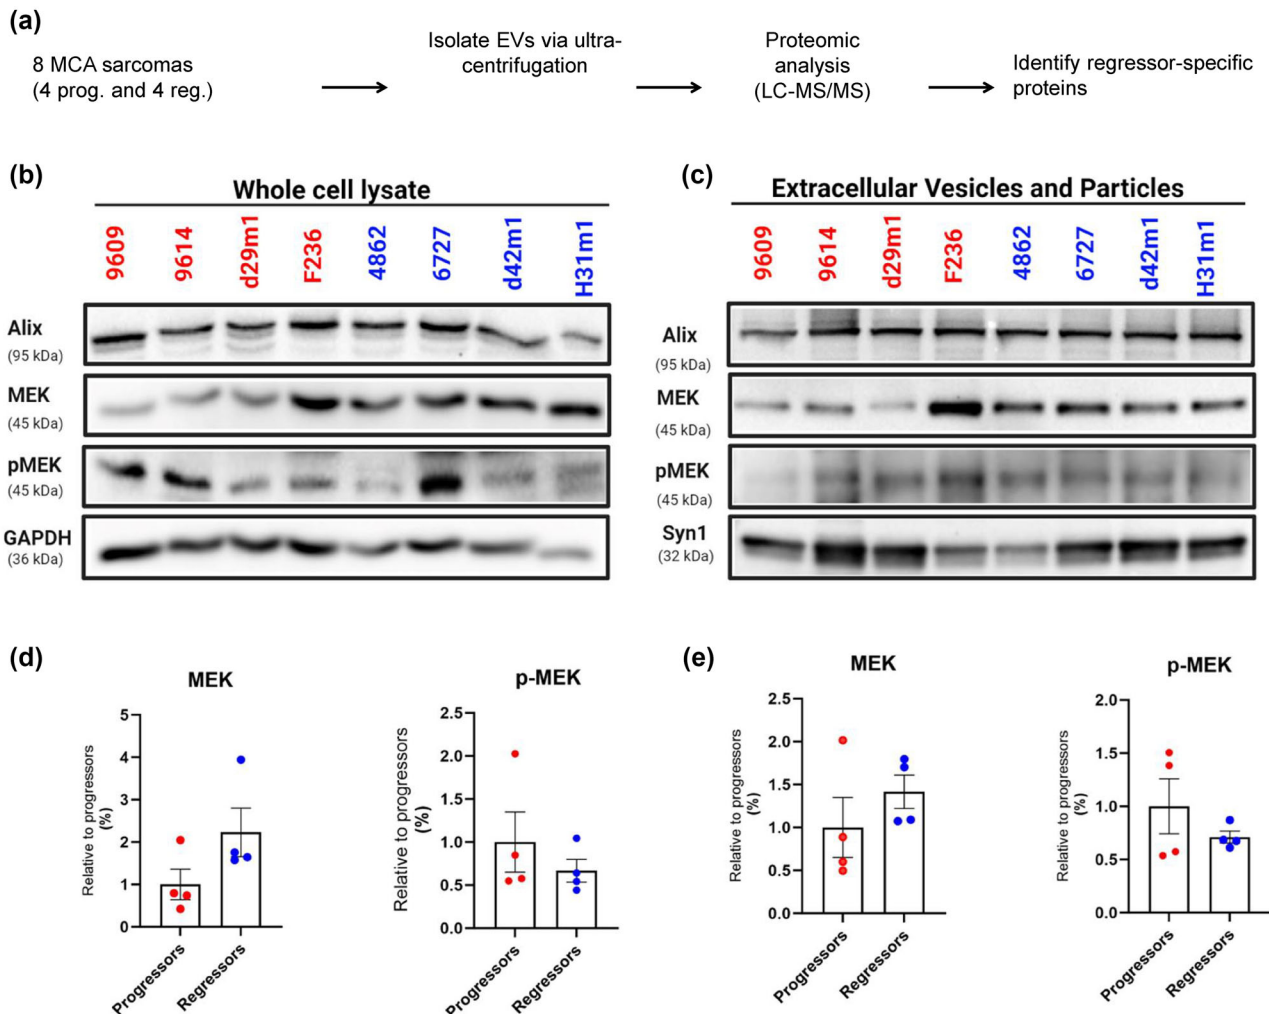 (a)
8 MCA sarcomas
(4 prog. and 4 reg.)
Isolate EVs via ultra-
centrifugation
Proteomic
analysis
(LC-MS/MS)
Identify regressor-specific
proteins
(b)
Whole cell lysate
9609 9614 d29m1 F236 4862 6727 d42m1 H31m1
Alix
(95 kDa)
MEK
(45 kDa)
pMEK
(45 kDa)
GAPDH
(36 kDa)
(c)
Extracellular Vesicles and Particles
9609 9614 d29m1 F236 4862 6727 d42m1 H31m1
Alix
(95 kDa)
MEK
(45 kDa)
pMEK
(45 kDa)
Syn1
(32 kDa)
(d)
MEK
Relative to progressors
(%)
5
4
3
2
1
0
Progressors
Regressors
p-MEK
Relative to progressors
(%)
2.5
2.0
1.5
1.0
0.5
0.0
Progressors
Regressors
(e)
MEK
Relative to progressors
(%)
2.5
2.0
1.5
1.0
0.5
0.0
Progressors
Regressors
p-MEK
Relative to progressors
(%)
2.0
1.5
1.0
0.5
0.0
Progressors
Regressors